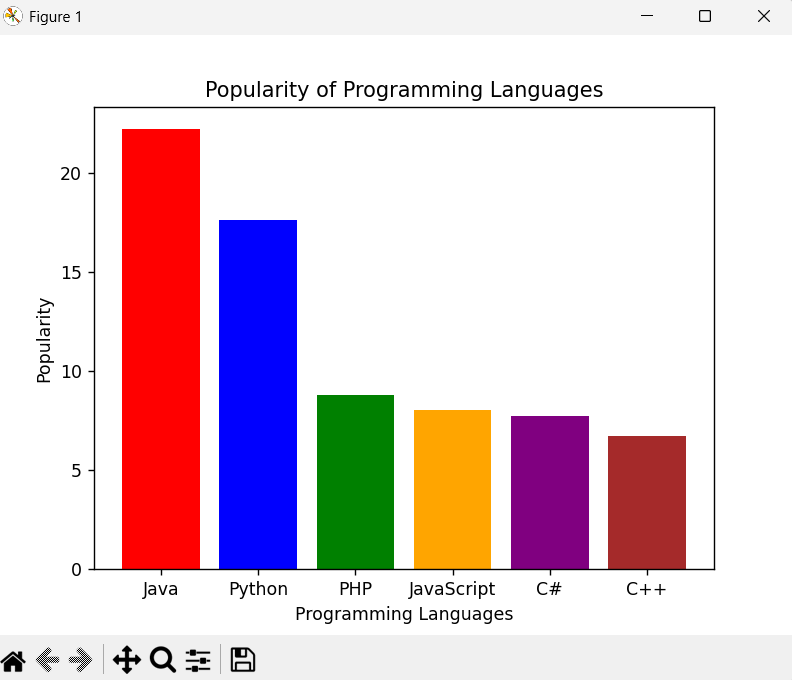 Figure 1
Popularity of Programming Languages
20
15
10
5
0
Popularity
Java Python PHP JavaScript C# C++
Programming Languages